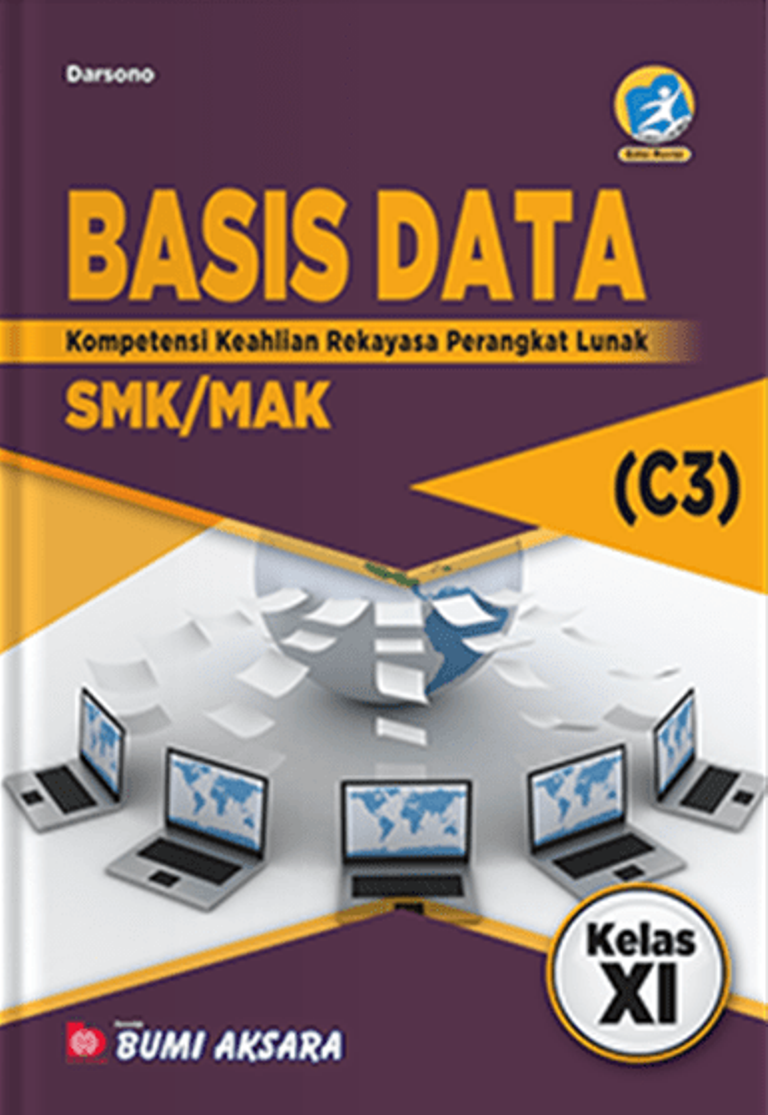 Darsono
BASIS DATA
Kompetensi Keahlian Rekayasa Perangkat Lunak
SMK/MAK
(C3)
Kelas
XI
BUMI AKSARA